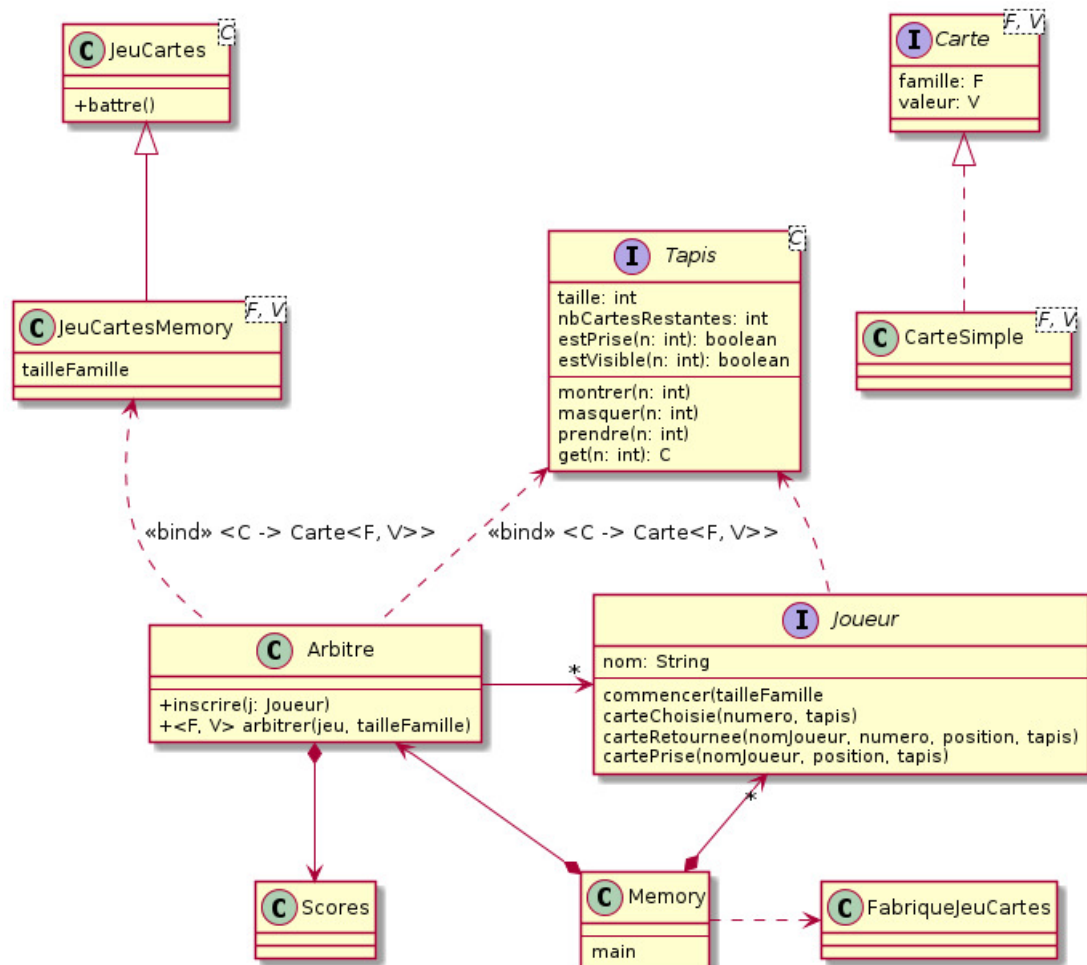 C JeuCartes C
+battre()
I Carte F, V
famille: F
valeur: V
C JeuCartesMemory F, V
tailleFamille
I Tapis C
taille: int
nbCartesRestantes: int
estPrise(n: int): boolean
estVisible(n: int): boolean
montrer(n: int)
masquer(n: int)
prendre(n: int)
get(n: int): C
C CarteSimple F, V
«bind» <C -> Carte<F, V>>
«bind» <C -> Carte<F, V>>
C Arbitre
+inscrire(j: Joueur)
+<F, V> arbitrer(jeu, tailleFamille)
*
I Joueur
nom: String
commencer(tailleFamille
carteChoisie(numero, tapis)
carteRetournee(nomJoueur, numero, position, tapis)
cartePrise(nomJoueur, position, tapis)
*
C Scores
C Memory
main
C FabriqueJeuCartes